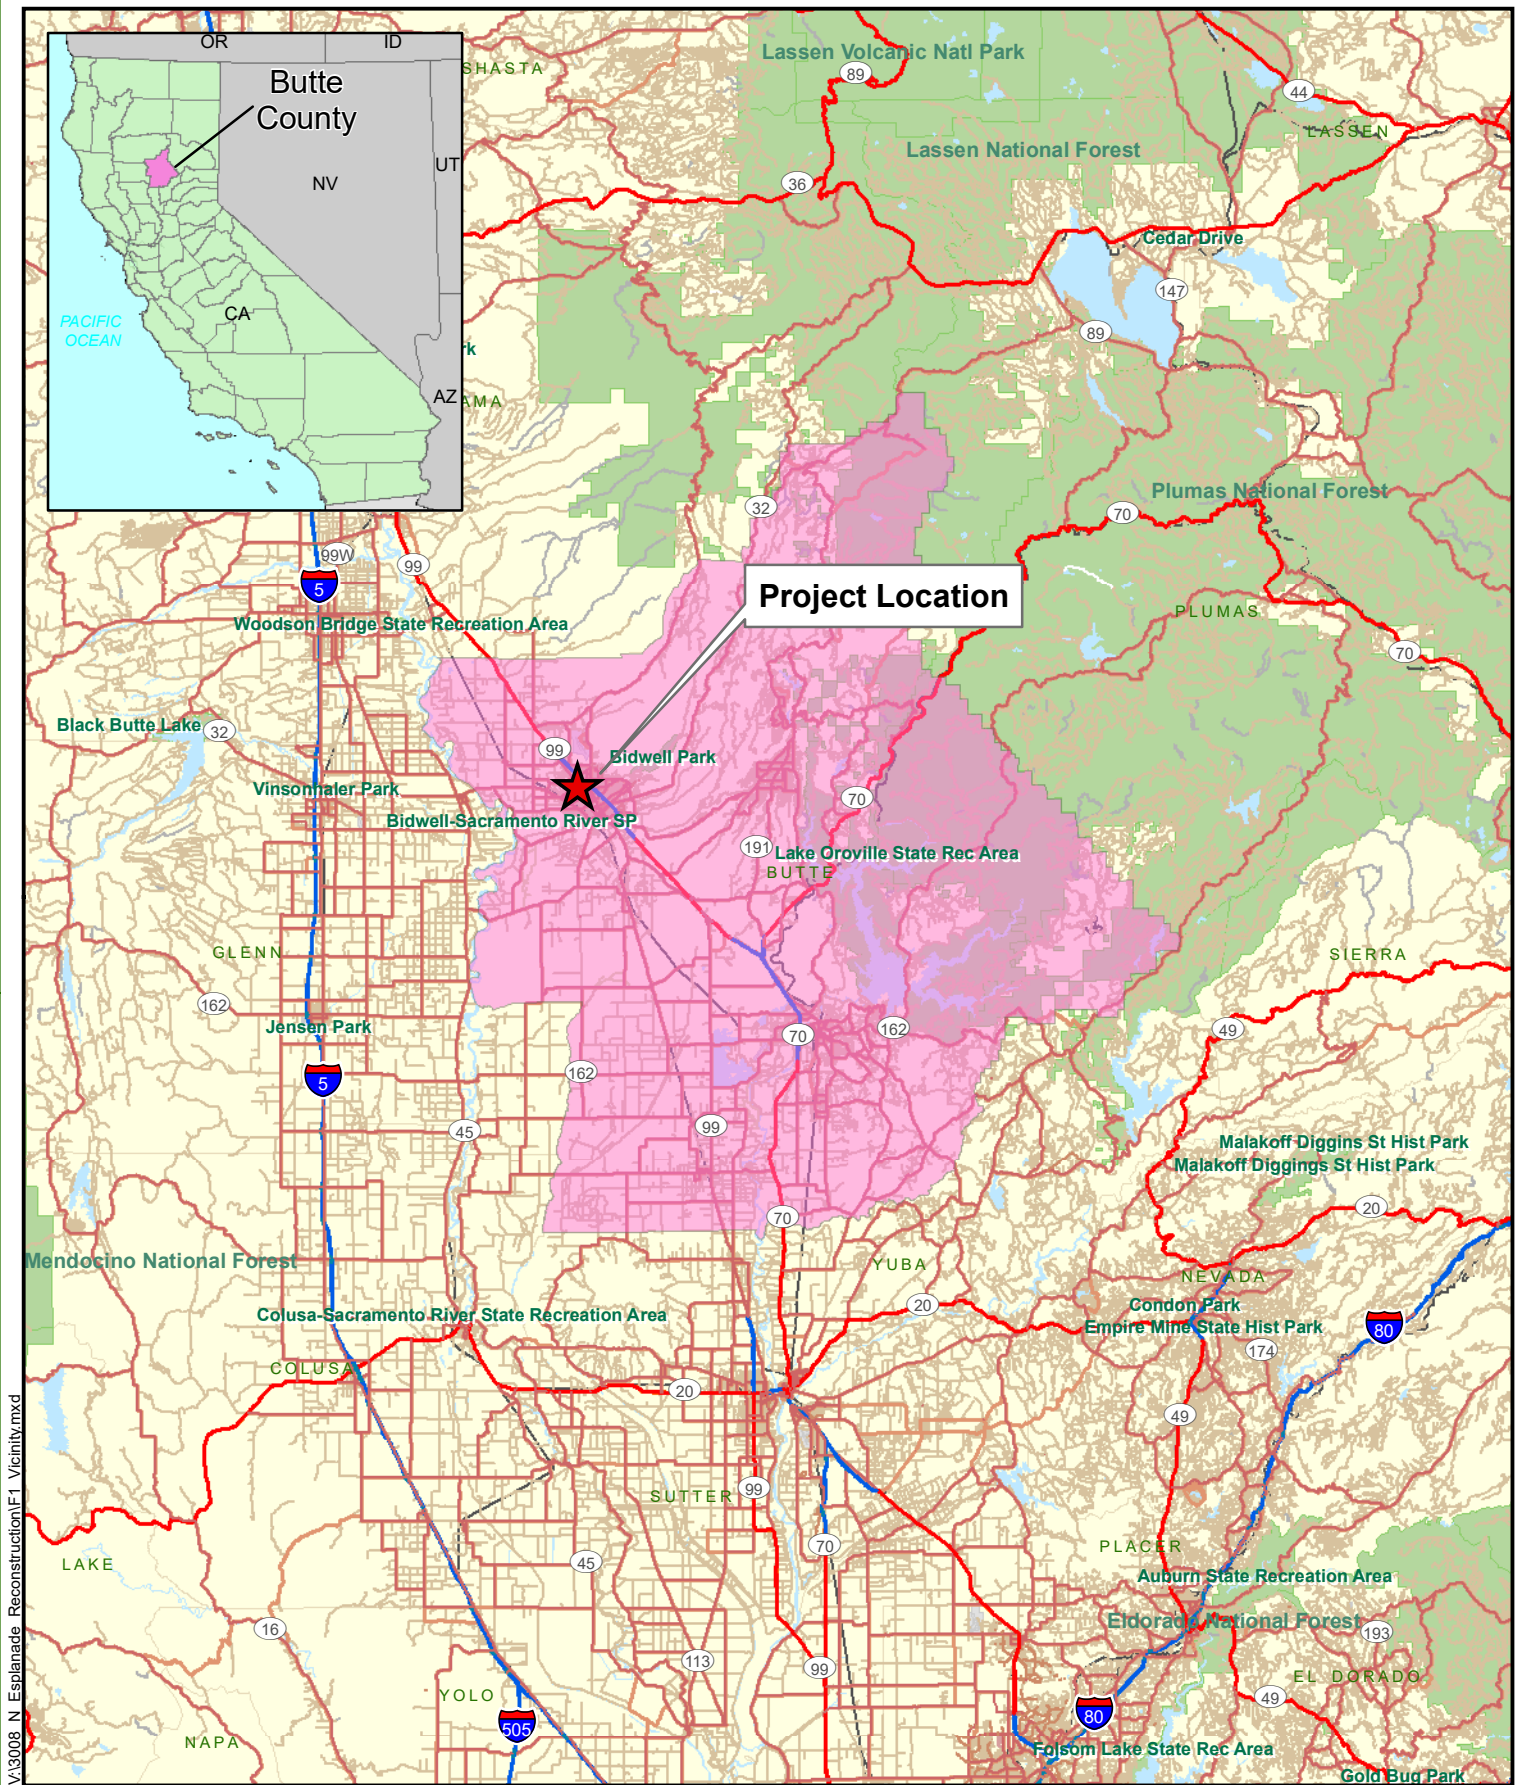 OR
ID
Butte
County
UT
NV
CA
PACIFIC
OCEAN
AZ
SHASTA
Lassen Volcanic Natl Park
89
44
LASSEN
Lassen National Forest
36
Cedar Drive
147
89
rk
AMA
32
Plumas National Forest
70
99W
99
5
Project Location
PLUMAS
Woodson Bridge State Recreation Area
70
Black Butte Lake
32
99
Bidwell Park
Vinsonhaler Park
70
Bidwell-Sacramento River SP
191
Lake Oroville State Rec Area
BUTTE
GLENN
SIERRA
162
Jensen Park
70
162
49
5
162
99
45
Malakoff Diggins St Hist Park
Malakoff Diggings St Hist Park
70
20
Mendocino National Forest
YUBA
NEVADA
20
Condon Park
Colusa-Sacramento River State Recreation Area
Empire Mine State Hist Park
80
174
COLUSA
20
49
SUTTER
99
70
PLACER
LAKE
45
Auburn State Recreation Area
Eldorado National Forest
16
193
113
99
EL DORADO
YOLO
49
505
80
NAPA
Folsom Lake State Rec Area
Gold Bug Park
V:\3008_N_Esplanade_Reconstruction\F1_Vicinity.mxd